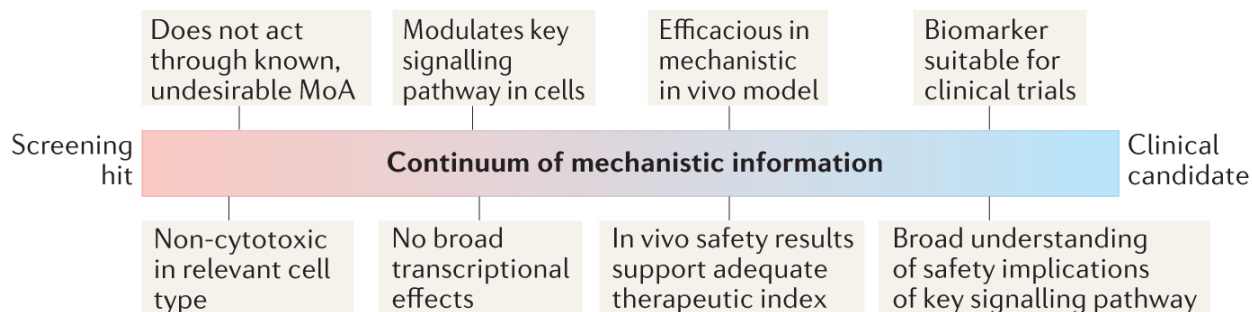 Does not act
through known,
undesirable MoA
Modulates key
signalling
pathway in cells
Efficacious in
mechanistic
in vivo model
Biomarker
suitable for
clinical trials
Screening
hit
Continuum of mechanistic information
Clinical
candidate
Non-cytotoxic
in relevant cell
type
No broad
transcriptional
effects
In vivo safety results
support adequate
therapeutic index
Broad understanding
of safety implications
of key signalling pathway